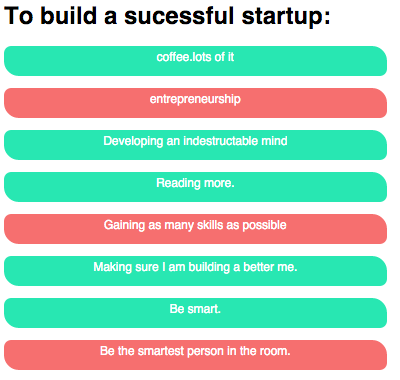 To build a sucessful startup:
coffee.lots of it
entrepreneurship
Developing an indestructable mind
Reading more.
Gaining as many skills as possible
Making sure I am building a better me.
Be smart.
Be the smartest person in the room.